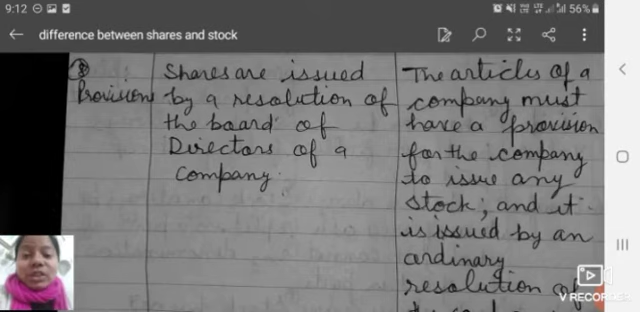 9:12
56%
difference between shares and stock
⑧
Provision
Shares are issued
by a resolution of
the board of
Directors of a
company.
The articles of a
company must
have a provision
for the company
to issue any
stock, and it
is issued by an
ordinary
resolution of
V RECORDER